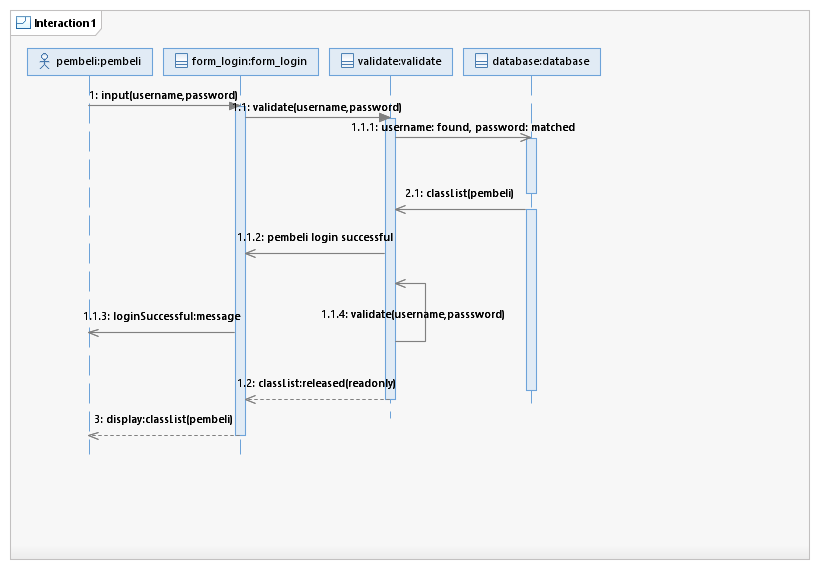 Interaction1
pembeli:pembeli
form_login:form_login
validate:validate
database:database
1: input(username,password)
1.1: validate(username,password)
1.1.1: username: found, password: matched
2.1: classList(pembeli)
1.1.2: pembeli login successful
1.1.4: validate(username,passsword)
1.1.3: loginSuccessful:message
1.2: classList:released(readonly)
3: display:classList(pembeli)